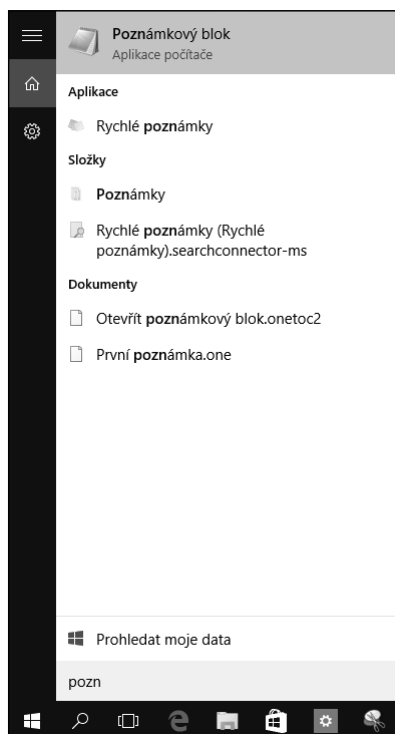 Poznámkový blok
Aplikace počítače
Aplikace
Rychlé poznámky
Složky
Poznámky
Rychlé poznámky (Rychlé
poznámky).searchconnector-ms
Dokumenty
Otevřít poznámkový blok.onetoc2
První poznámka.one
Prohledat moje data
pozn